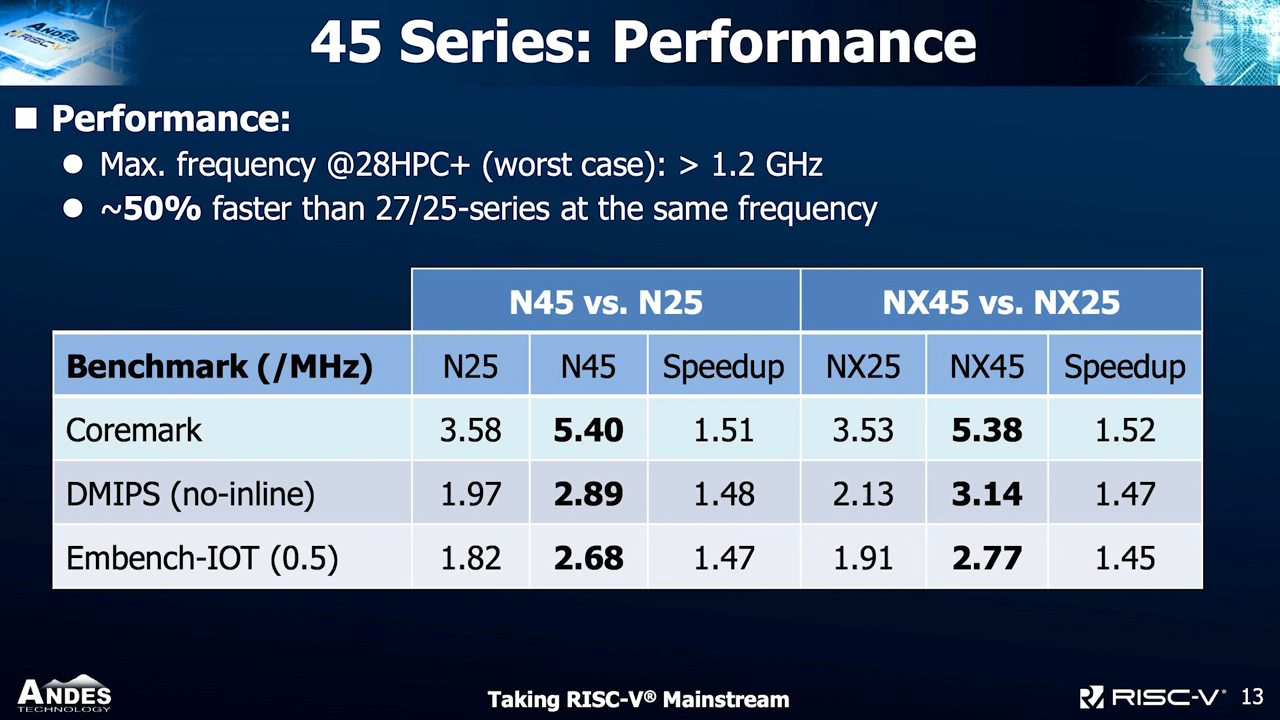 ANDES
RISC-V
45 Series: Performance
Performance:
Max. frequency @28HPC+ (worst case): > 1.2 GHz
~50% faster than 27/25-series at the same frequency
N45 vs. N25 NX45 vs. NX25
Benchmark (/MHz) N25 N45 Speedup NX25 NX45 Speedup
Coremark 3.58 5.40 1.51 3.53 5.38 1.52
DMIPS (no-inline) 1.97 2.89 1.48 2.13 3.14 1.47
Embench-IOT (0.5) 1.82 2.68 1.47 1.91 2.77 1.45
ANDES
TECHNOLOGY
Taking RISC-V® Mainstream
RISC-V® 13